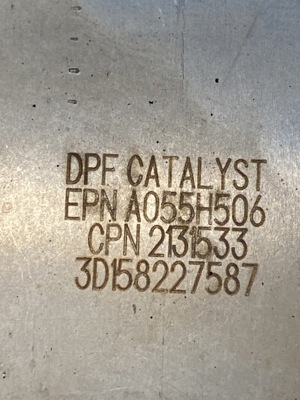 DPF CATALYST
EPN A055H506
CPN 2131533
3D158227587